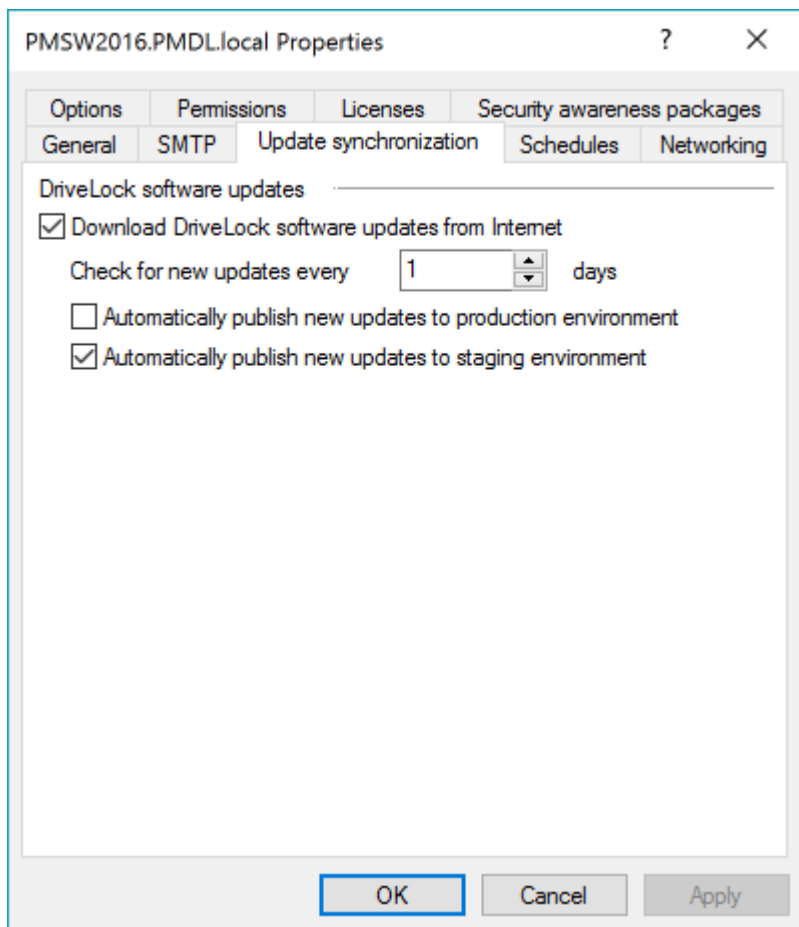 PMSW2016.PMDL.local Properties
Options Permissions Licenses Security awareness packages
General SMTP Update synchronization Schedules Networking
DriveLock software updates
Download DriveLock software updates from Internet
Check for new updates every 1 days
Automatically publish new updates to production environment
Automatically publish new updates to staging environment
OK Cancel Apply